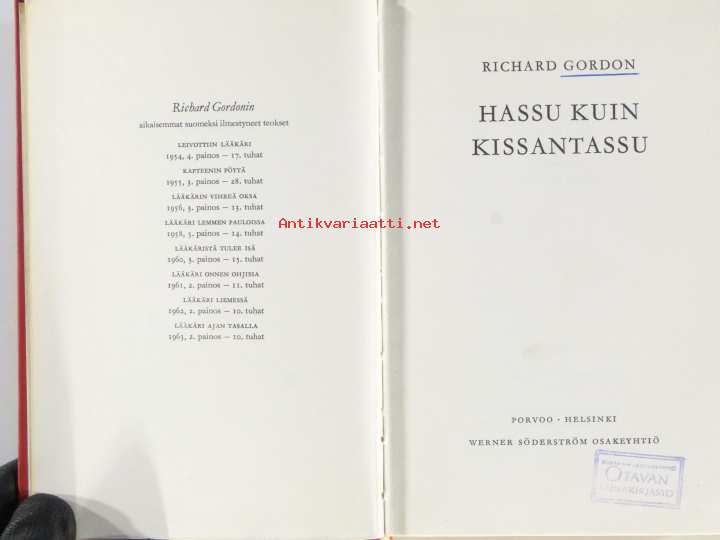 Richard Gordonin
aikaisemmat suomeksi ilmestyneet teokset
LEIVOTTIIN LÄÄKÄRI
1954, 4. painos — 17. tuhat
KAPTEENIN PÖYTÄ
1955, 3. painos — 28. tuhat
LÄÄKÄRIN VIHREÄ OKSA
1956, 3. painos — 13. tuhat
LÄÄKÄRI LEMMEN PAULOISSA
1958, 3. painos — 14. tuhat
LÄÄKÄRISTÄ TULEE ISÄ
1960, 3. painos — 15. tuhat
LÄÄKÄRI ONNEN OHJISSA
1961, 2. painos — 11. tuhat
LÄÄKÄRI LIEMESSÄ
1962, 2. painos — 10. tuhat
LÄÄKÄRI AJAN TASALLA
1963, 2. painos — 10. tuhat
Antikvariaatti.net
RICHARD GORDON
HASSU KUIN
KISSANTASSU
PORVOO · HELSINKI
WERNER SÖDERSTRÖM OSAKEYHTIÖ
OTAVAN